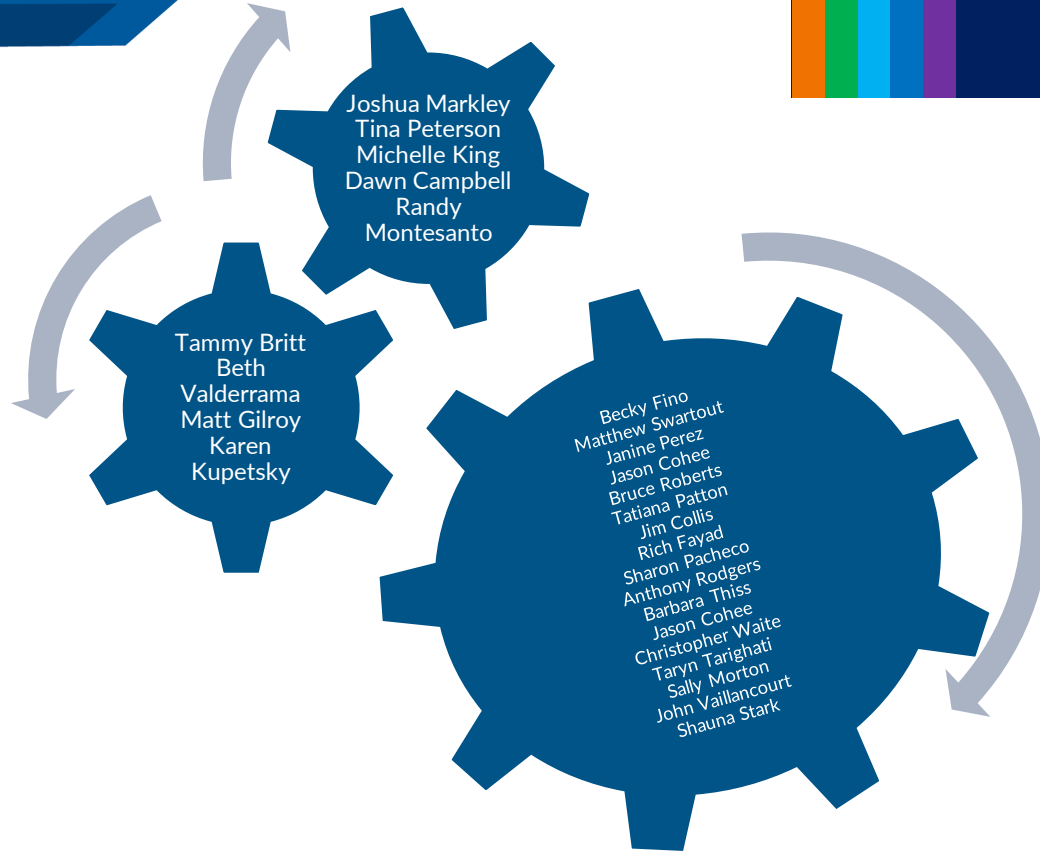 Joshua Markley
Tina Peterson
Michelle King
Dawn Campbell
Randy
Montesanto
Tammy Britt
Beth
Valderrama
Matt Gilroy
Karen
Kupetsky
Becky Fino
Matthew Swartout
Janine Perez
Jason Cohee
Bruce Roberts
Tatiana Patton
Jim Collis
Rich Fayad
Sharon Pacheco
Anthony Rodgers
Barbara Thiss
Jason Cohee
Christopher Waite
Taryn Tarighati
Sally Morton
John Vaillancourt
Shauna Stark